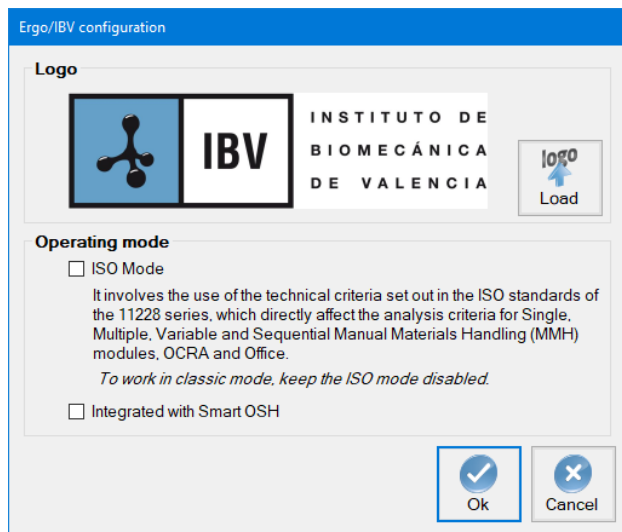 Ergo/IBV configuration
Logo
IBV
INSTITUTO DE
BIOMECÁNICA
DE VALENCIA
logo
Load
Operating mode
ISO Mode
It involves the use of the technical criteria set out in the ISO standards of
the 11228 series, which directly affect the analysis criteria for Single,
Multiple, Variable and Sequential Manual Materials Handling (MMH)
modules, OCRA and Office.
To work in classic mode, keep the ISO mode disabled.
Integrated with Smart OSH
Ok
Cancel